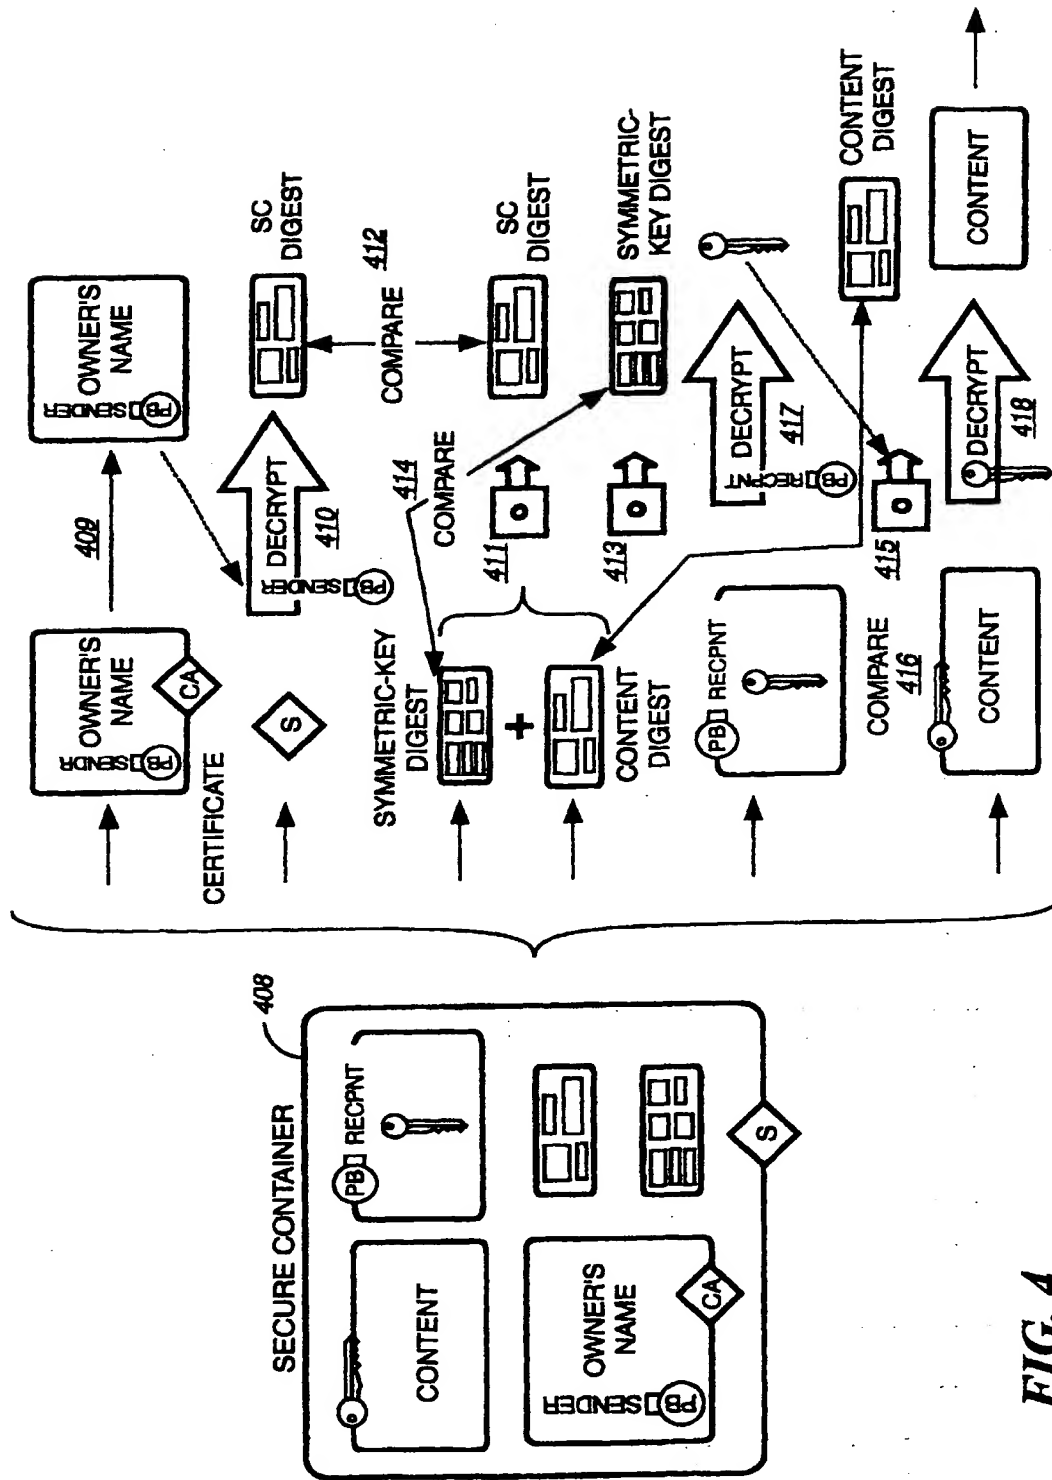 SECURE CONTAINER
408
CONTENT
PB RECPNT
OWNER'S
NAME
PB SENDER
CA
S
OWNER'S
NAME
PB SENDR
CA
CERTIFICATE
409
OWNER'S
NAME
PB SENDER
S
PB SENDER
DECRYPT
410
SC
DIGEST
COMPARE
412
SYMMETRIC-KEY
DIGEST
+
CONTENT
DIGEST
411
414
COMPARE
SC
DIGEST
413
SYMMETRIC-
KEY DIGEST
PB RECPNT
PB RECPNT
DECRYPT
417
COMPARE
416
415
CONTENT
DIGEST
CONTENT
DECRYPT
418
CONTENT
FIG. 4